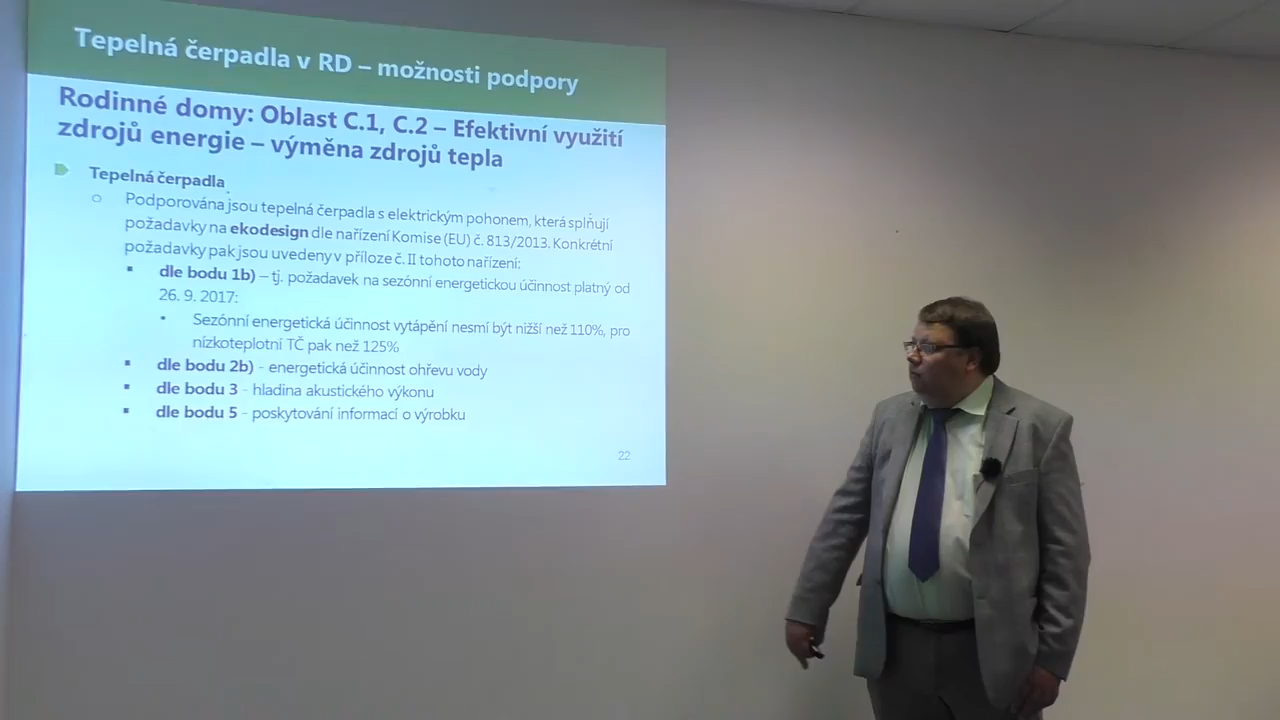 Tepelná čerpadla v RD – možnosti podpory
Rodinné domy: Oblast C.1, C.2 – Efektivní využití
zdrojů energie – výměna zdrojů tepla
Tepelná čerpadla
Podporována jsou tepelná čerpadla s elektrickým pohonem, která splňují
požadavky na ekodesign dle nařízení Komise (EU) č. 813/2013. Konkrétní
požadavky pak jsou uvedeny v příloze č. II tohoto nařízení:
dle bodu 1b) – tj. požadavek na sezónní energetickou účinnost platný od
26. 9. 2017:
Sezónní energetická účinnost vytápění nesmí být nižší než 110%, pro
nízkoteplotní TČ pak než 125%
dle bodu 2b) - energetická účinnost ohřevu vody
dle bodu 3 - hladina akustického výkonu
dle bodu 5 - poskytování informací o výrobku
22